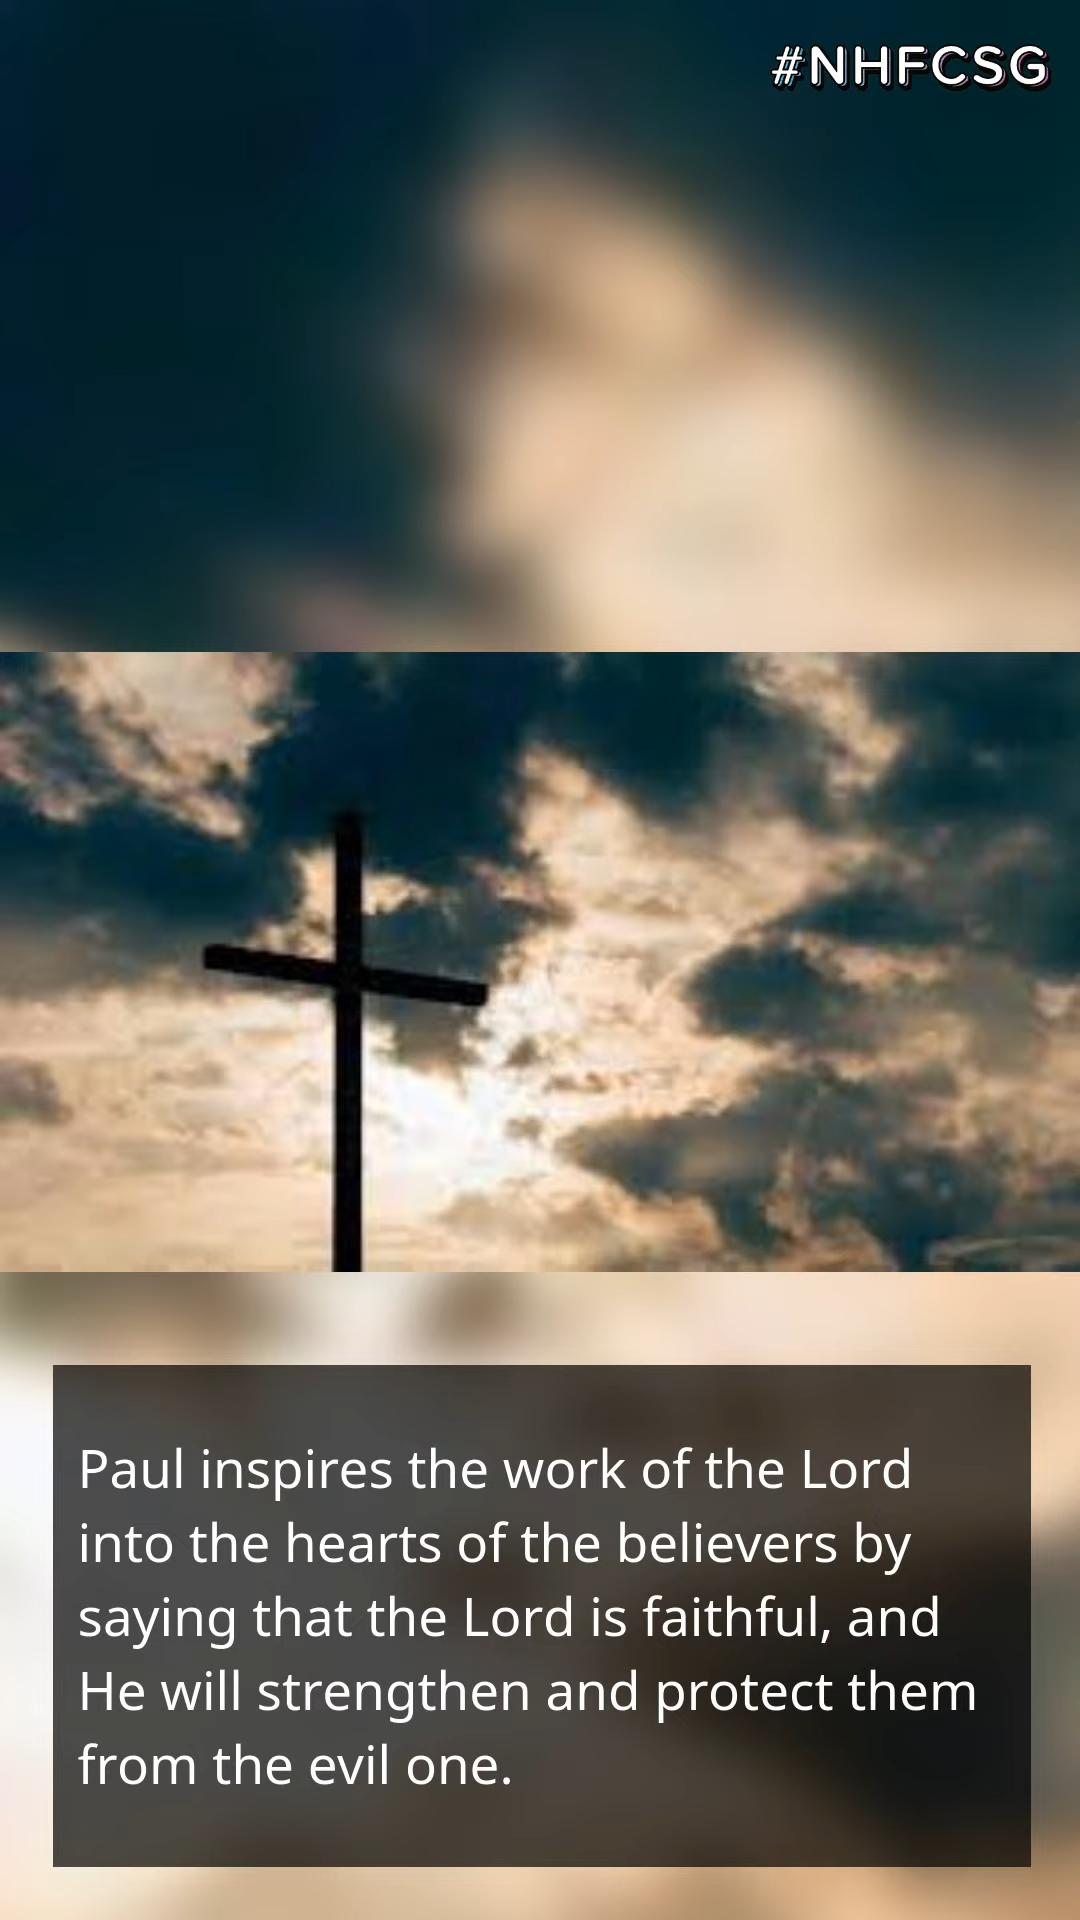 #NHFCSG
Paul inspires the work of the Lord
into the hearts of the believers by
saying that the Lord is faithful, and
He will strengthen and protect them
from the evil one.